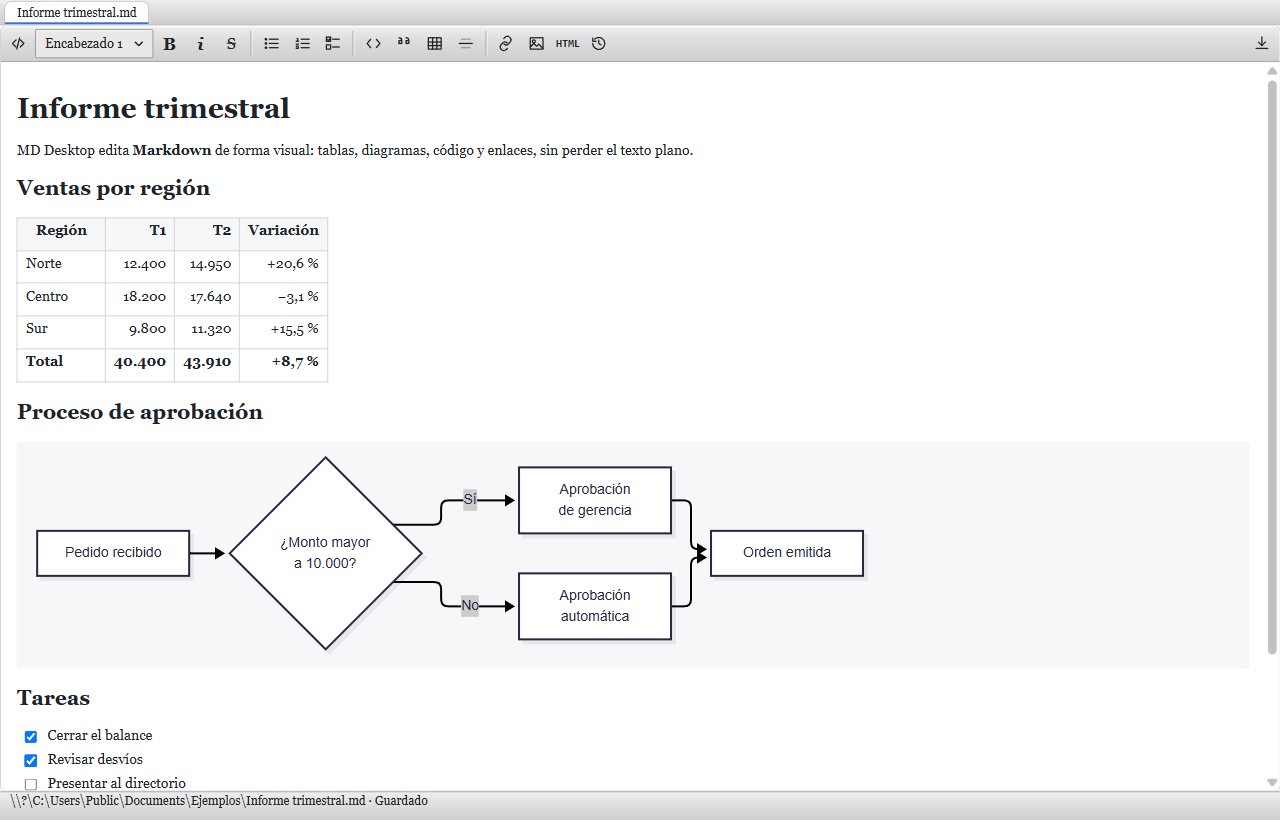 Informe trimestral.md
Encabezado 1
B i S HTML
Informe trimestral
MD Desktop edita Markdown de forma visual: tablas, diagramas, código y enlaces, sin perder el texto plano.
Ventas por región
Región T1 T2 Variación
Norte 12.400 14.950 +20,6 %
Centro 18.200 17.640 −3,1 %
Sur 9.800 11.320 +15,5 %
Total 40.400 43.910 +8,7 %
Proceso de aprobación
Pedido recibido
¿Monto mayor
a 10.000?
Sí
Aprobación
de gerencia
No
Aprobación
automática
Orden emitida
Tareas
Cerrar el balance
Revisar desvíos
Presentar al directorio
\\?\C:\Users\Public\Documents\Ejemplos\Informe trimestral.md · Guardado